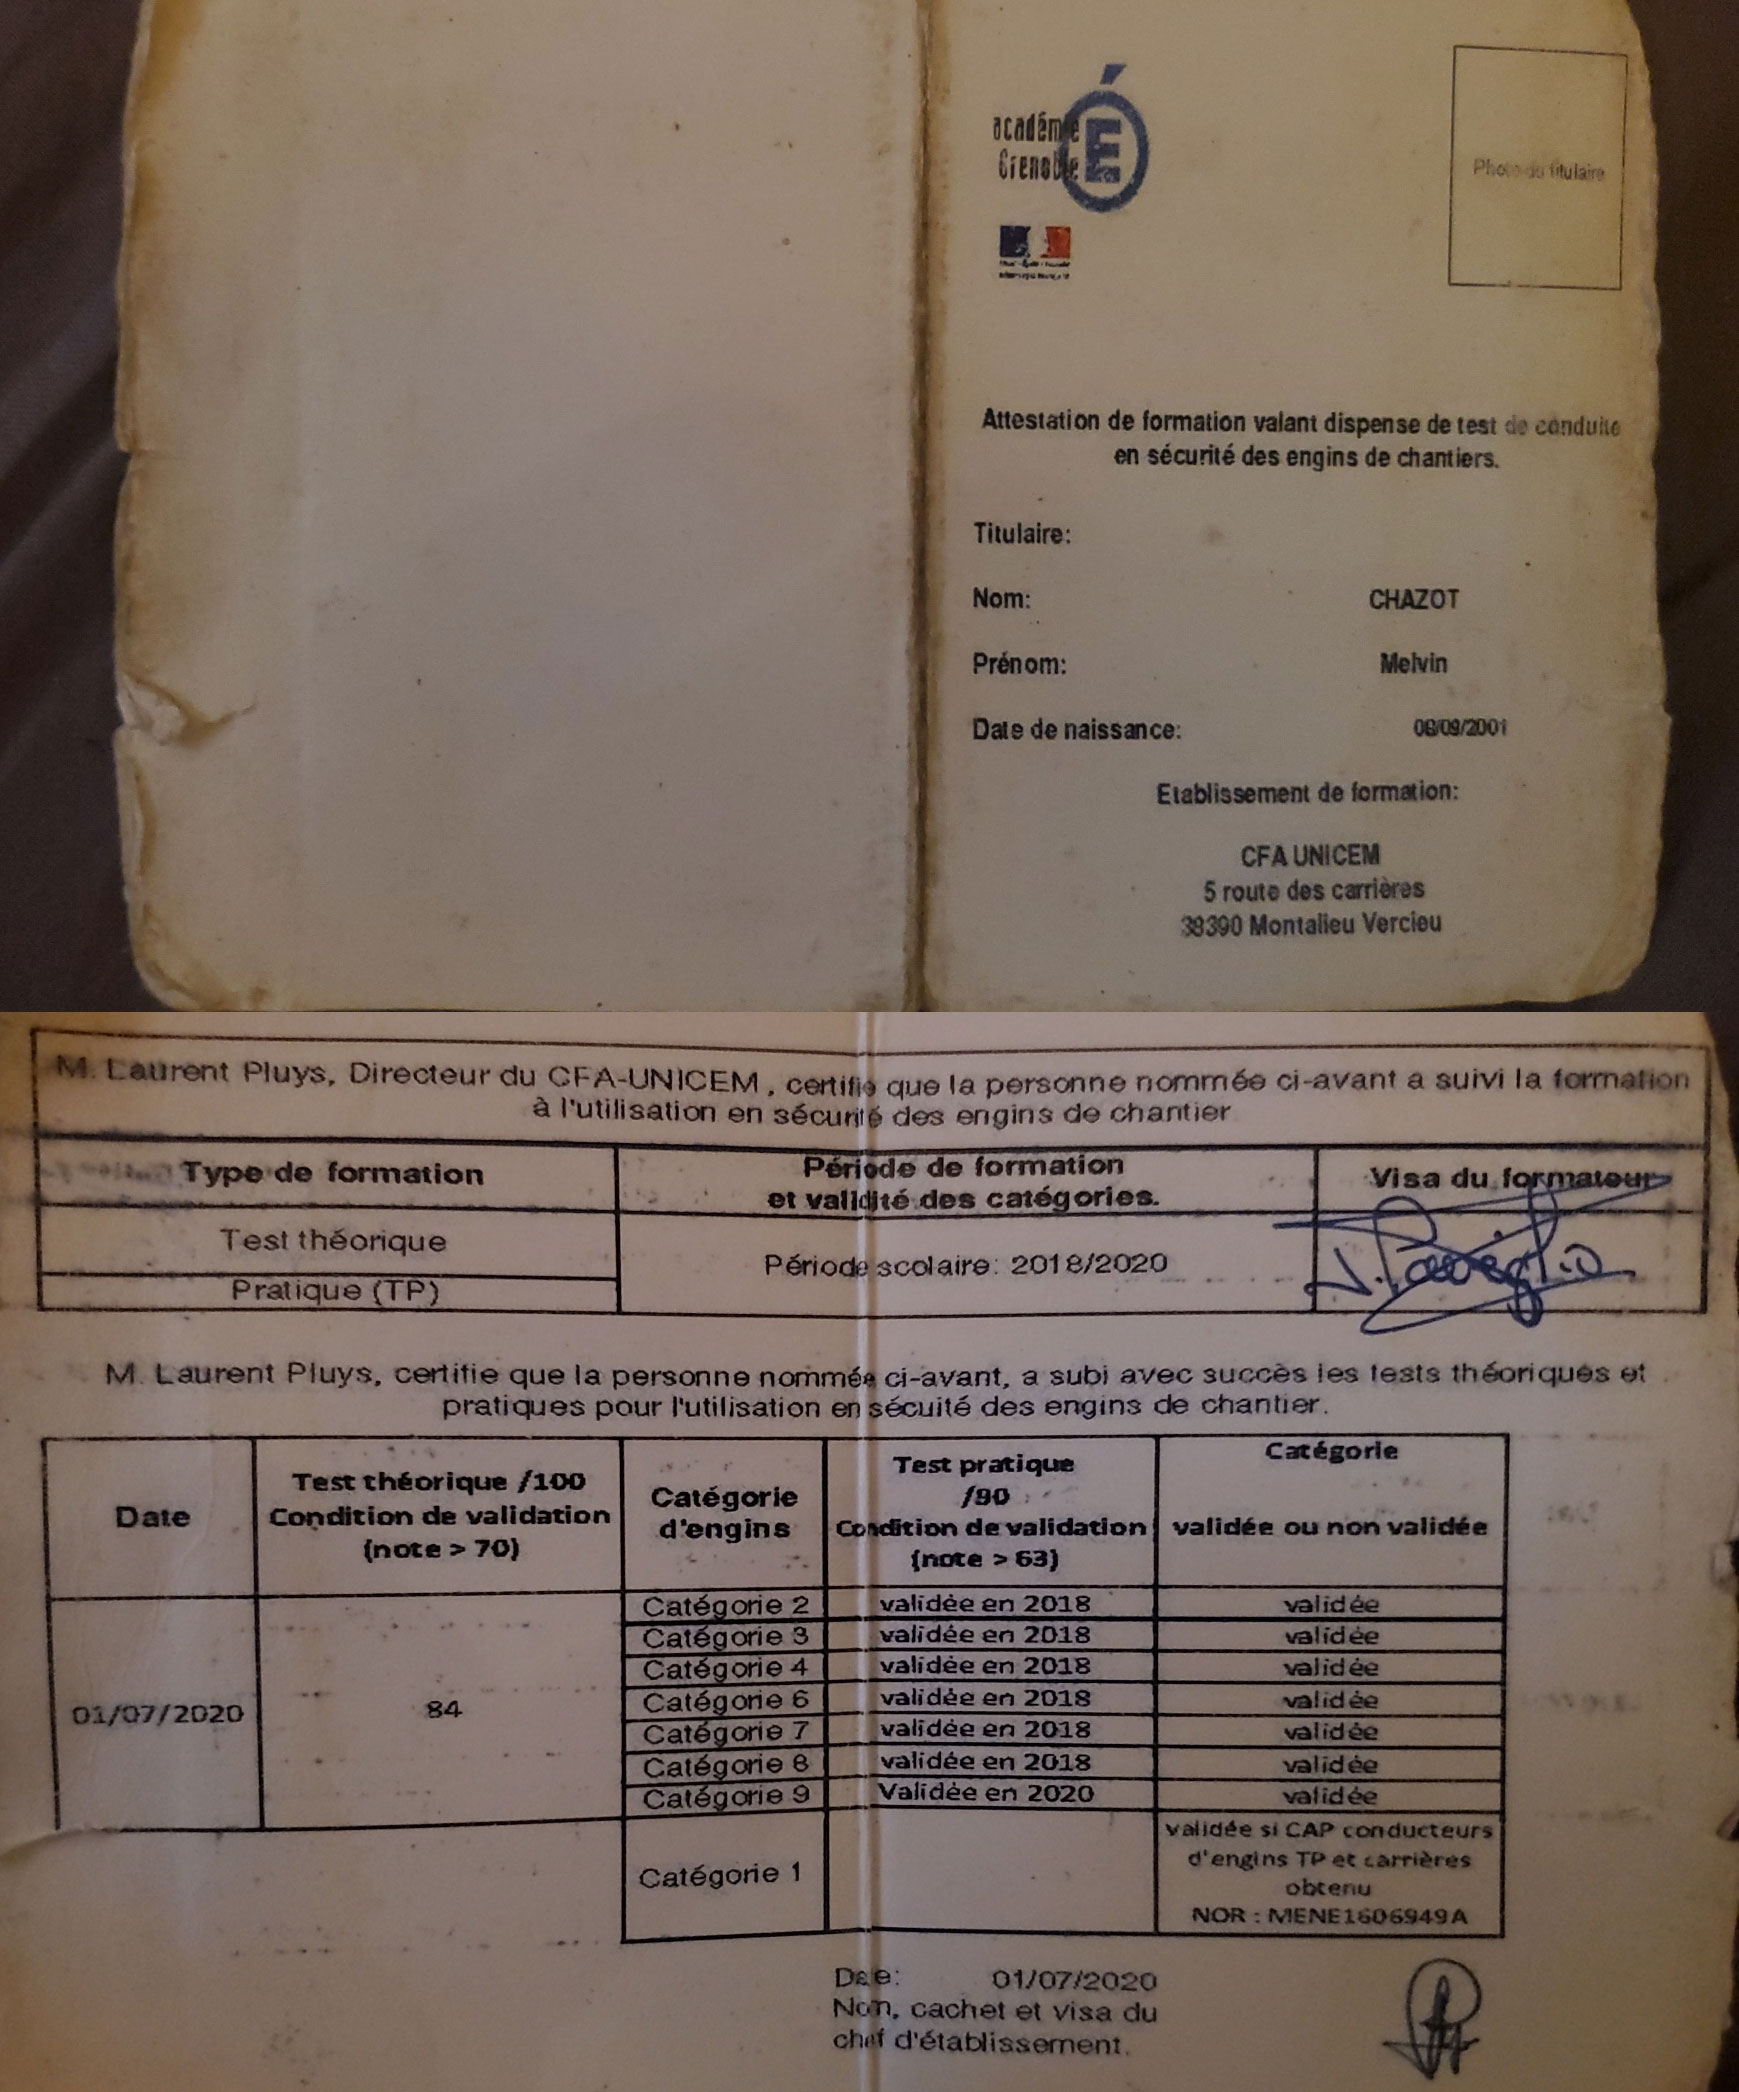 académie
Grenoble
É
Photo du titulaire
Attestation de formation valant dispense de test de conduite
en sécurité des engins de chantiers.
Titulaire:
Nom: CHAZOT
Prénom: Melvin
Date de naissance: 06/09/2001
Etablissement de formation:
CFA UNICEM
5 route des carrières
38390 Montalieu Vercieu
M. Laurent Pluys, Directeur du CFA-UNICEM , certifie que la personne nommée ci-avant a suivi la formation
à l'utilisation en sécurité des engins de chantier
Type de formation
Période de formation
et validité des catégories.
Visa du formateur
Test théorique
Pratique (TP)
Période scolaire: 2018/2020
M. Laurent Pluys, certifie que la personne nommée ci-avant, a subi avec succès les tests théoriques et
pratiques pour l'utilisation en sécuité des engins de chantier.
Date
Test théorique /100
Condition de validation
(note > 70)
Catégorie
d'engins
Test pratique
/90
Condition de validation
(note > 63)
Catégorie
validée ou non validée
01/07/2020
84
Catégorie 2 validée en 2018 validée
Catégorie 3 validée en 2018 validée
Catégorie 4 validée en 2018 validée
Catégorie 6 validée en 2018 validée
Catégorie 7 validée en 2018 validée
Catégorie 8 validée en 2018 validée
Catégorie 9 Validée en 2020 validée
Catégorie 1
validée si CAP conducteurs
d'engins TP et carrières
obtenu
NOR : MENE1606949A
Date: 01/07/2020
Nom, cachet et visa du
chef d'établissement.